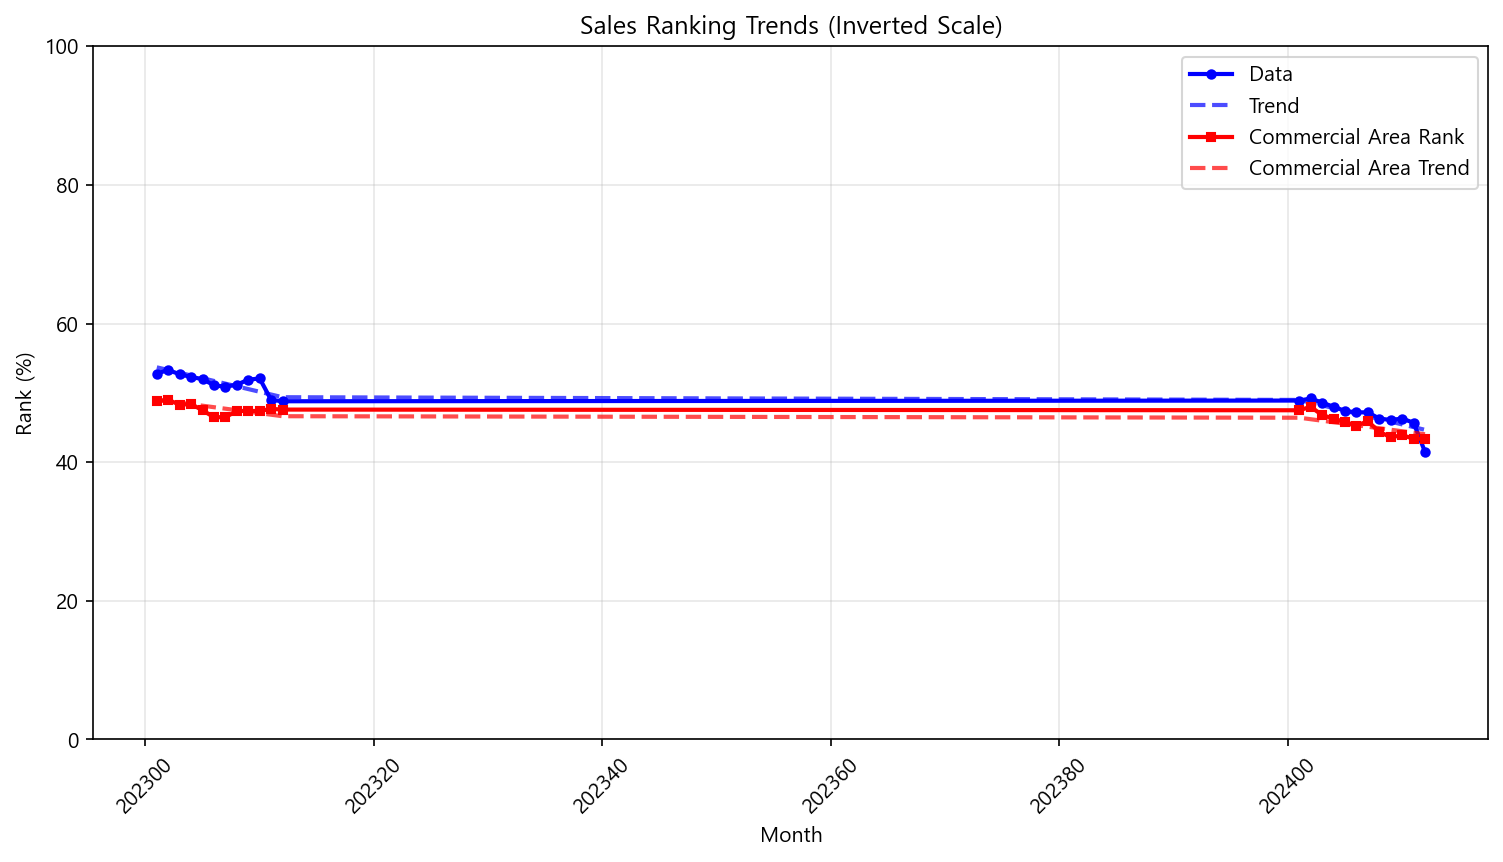 Sales Ranking Trends (Inverted Scale)
Data
Trend
Commercial Area Rank
Commercial Area Trend
100
80
60
40
20
0
Rank (%)
202300
202320
202340
202360
202380
202400
Month